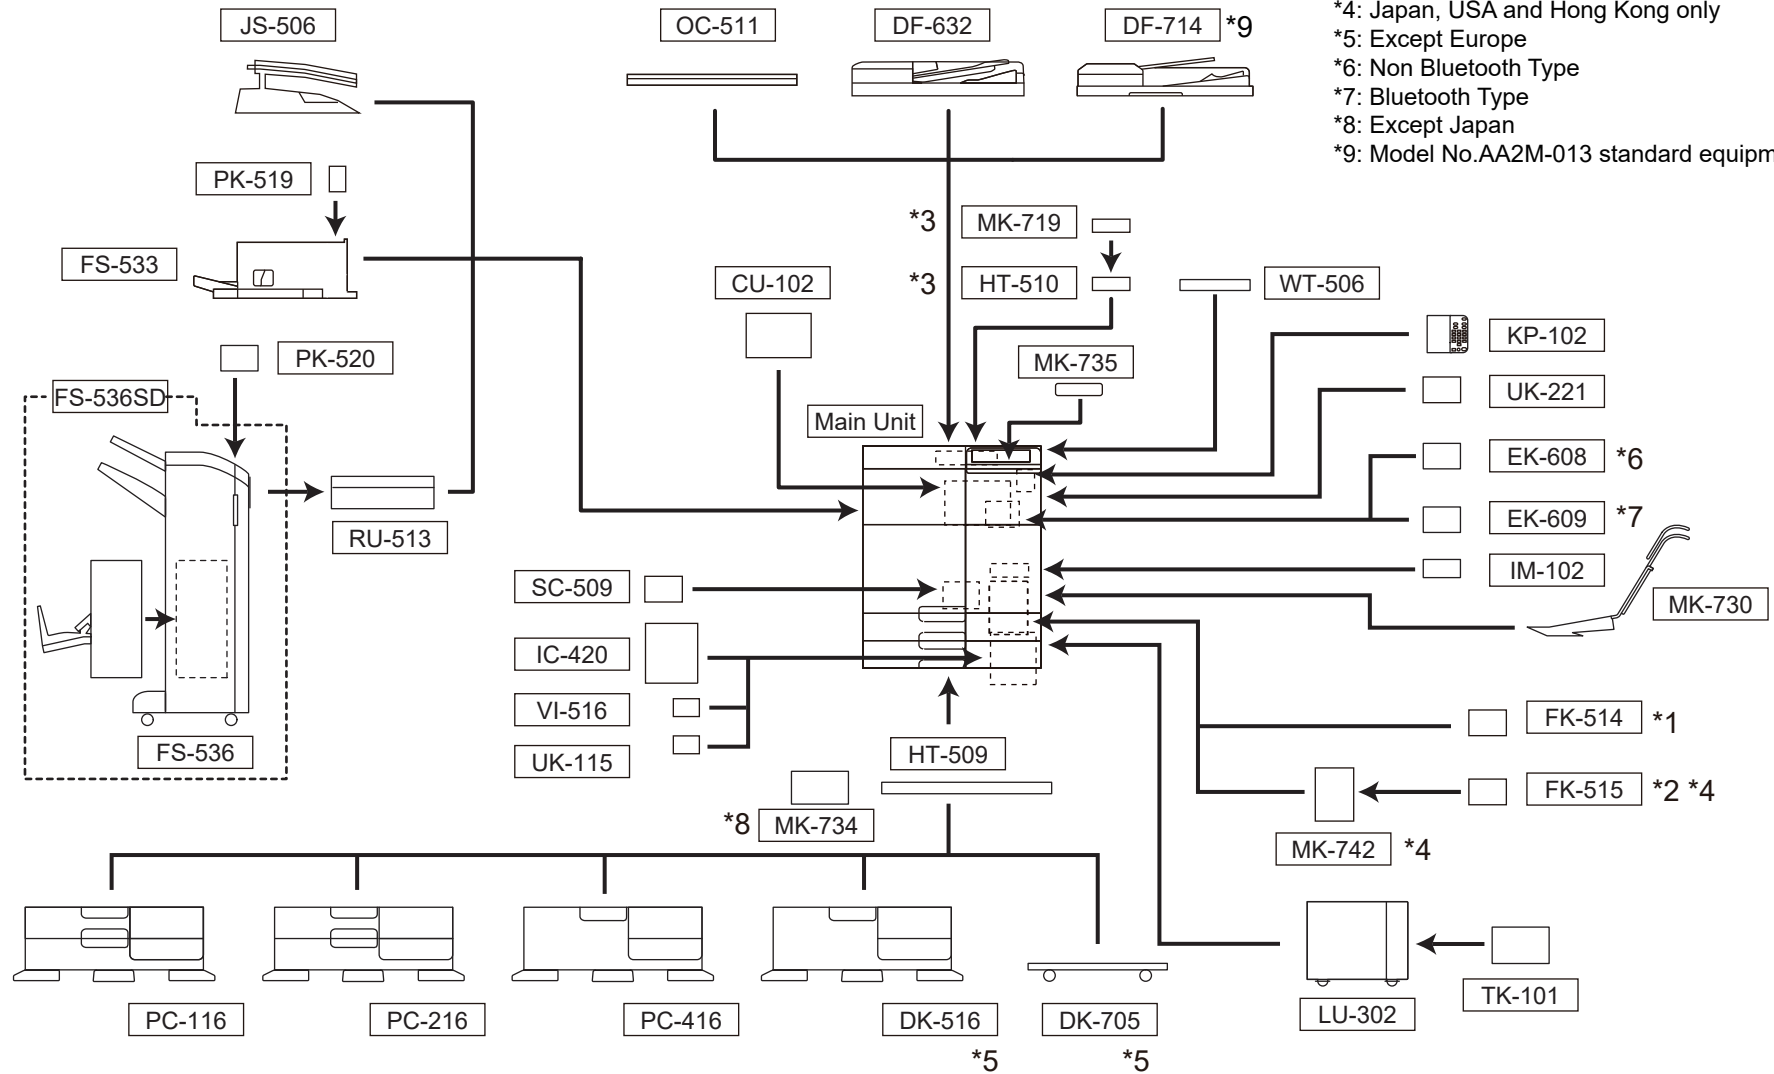 *4: Japan, USA and Hong Kong only
*5: Except Europe
*6: Non Bluetooth Type
*7: Bluetooth Type
*8: Except Japan
*9: Model No.AA2M-013 standard equipm
JS-506
OC-511
DF-632
DF-714 *9
PK-519
FS-533
*3 MK-719
CU-102
*3 HT-510
WT-506
KP-102
PK-520
MK-735
FS-536SD
UK-221
Main Unit
EK-608 *6
EK-609 *7
RU-513
IM-102
SC-509
MK-730
IC-420
VI-516
FK-514 *1
FS-536
UK-115
HT-509
FK-515 *2 *4
*8 MK-734
MK-742 *4
TK-101
LU-302
PC-116
PC-216
PC-416
DK-516
DK-705
*5
*5